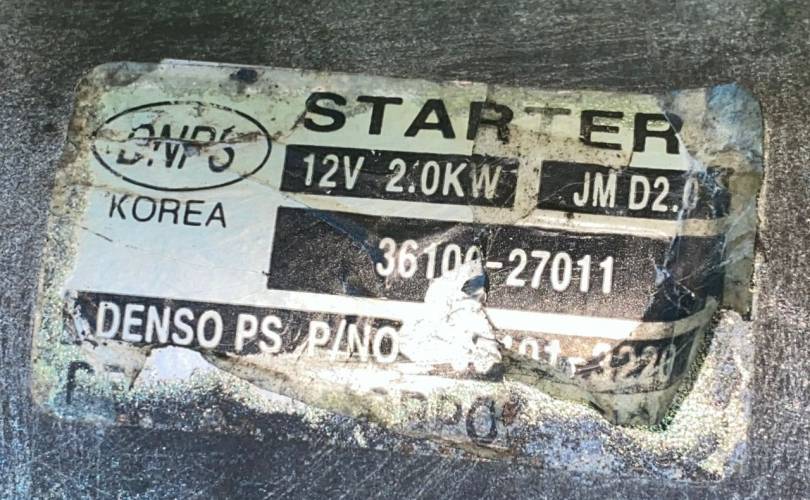 STARTER
DNPS
12V 2.0KW
JM D2.0
KOREA
36100-27011
DENSO PS P/NO